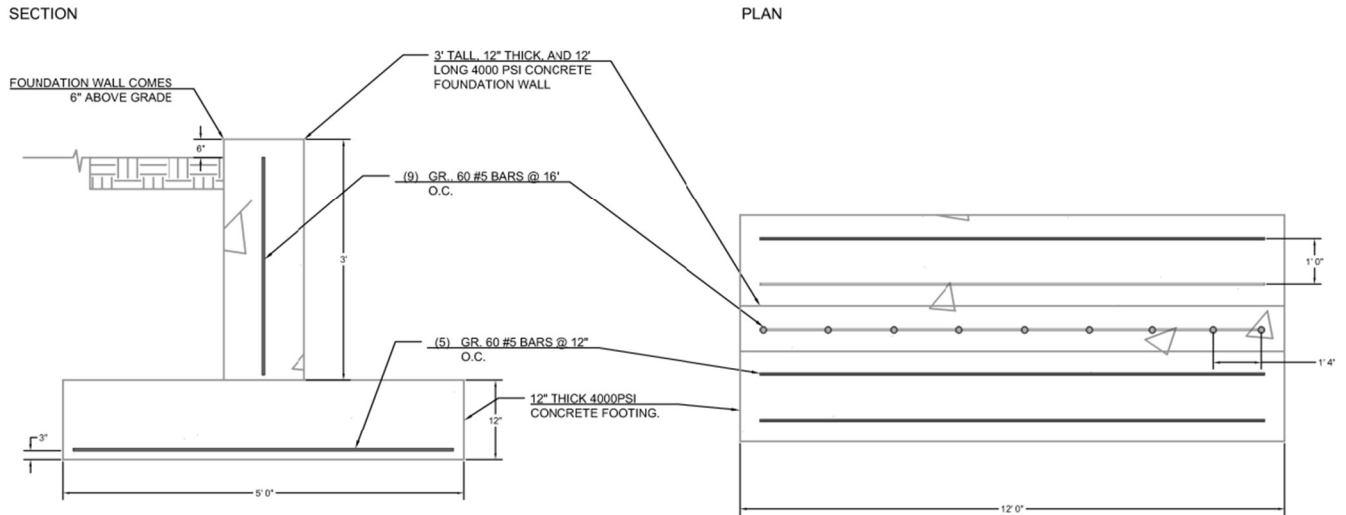 SECTION
PLAN
FOUNDATION WALL COMES
6" ABOVE GRADE
3' TALL, 12" THICK, AND 12'
LONG 4000 PSI CONCRETE
FOUNDATION WALL
6"
(9) GR.. 60 #5 BARS @ 16'
O.C.
3'
1' 0"
(5) GR. 60 #5 BARS @ 12"
O.C.
1' 4"
12" THICK 4000PSI
CONCRETE FOOTING.
12"
3"
5' 0"
12' 0"